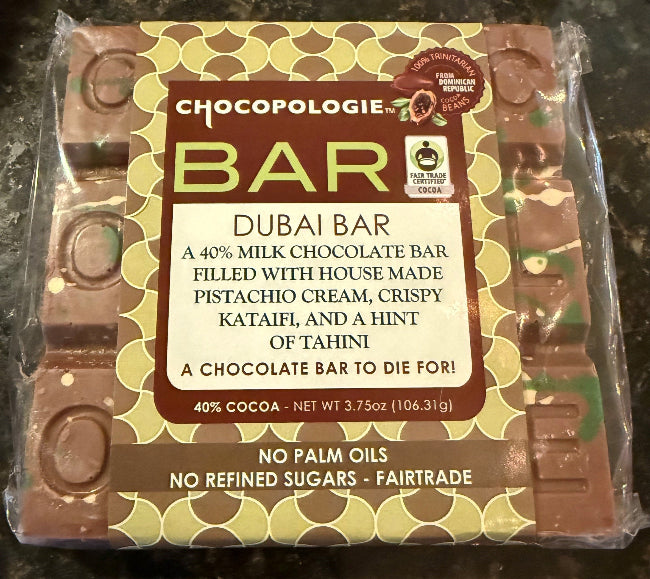 100% TRINITARIAN
FROM
DOMINICAN
REPUBLIC
COCOA
BEANS
CHOCOPOLOGIE™
BAR
FAIR TRADE
CERTIFIED
COCOA
DUBAI BAR
A 40% MILK CHOCOLATE BAR
FILLED WITH HOUSE MADE
PISTACHIO CREAM, CRISPY
KATAIFI, AND A HINT
OF TAHINI
A CHOCOLATE BAR TO DIE FOR!
40% COCOA - NET WT 3.75oz (106.31g)
NO PALM OILS
NO REFINED SUGARS - FAIRTRADE
C
O
O
C
E